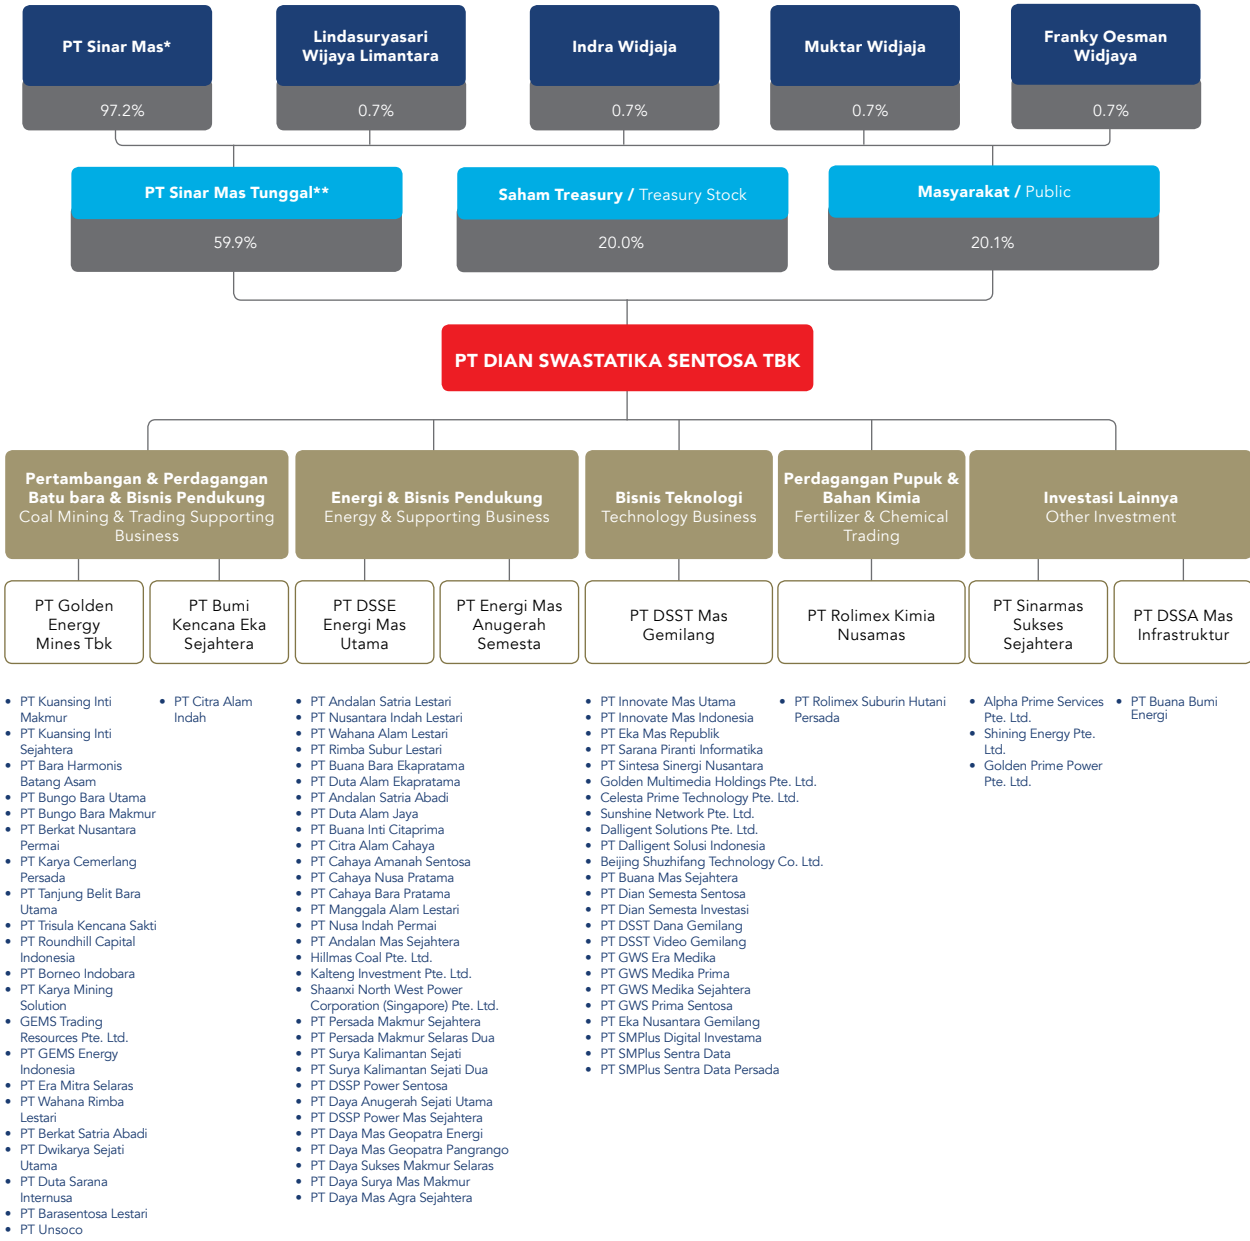 PT Sinar Mas*
97.2%
Lindasuryasari
Wijaya Limantara
0.7%
Indra Widjaja
0.7%
Muktar Widjaja
0.7%
Franky Oesman
Widjaya
0.7%
PT Sinar Mas Tunggal**
59.9%
Saham Treasury / Treasury Stock
20.0%
Masyarakat / Public
20.1%
PT DIAN SWASTATIKA SENTOSA TBK
Pertambangan & Perdagangan
Batu bara & Bisnis Pendukung
Coal Mining & Trading Supporting
Business
Energi & Bisnis Pendukung
Energy & Supporting Business
Bisnis Teknologi
Technology Business
Perdagangan Pupuk &
Bahan Kimia
Fertilizer & Chemical
Trading
Investasi Lainnya
Other Investment
PT Golden
Energy
Mines Tbk
PT Bumi
Kencana Eka
Sejahtera
PT DSSE
Energi Mas
Utama
PT Energi Mas
Anugerah
Semesta
PT DSST Mas
Gemilang
PT Rolimex Kimia
Nusamas
PT Sinarmas
Sukses
Sejahtera
PT DSSA Mas
Infrastruktur
• PT Kuansing Inti
Makmur
• PT Kuansing Inti
Sejahtera
• PT Bara Harmonis
Batang Asam
• PT Bungo Bara Utama
• PT Bungo Bara Makmur
• PT Berkat Nusantara
Permai
• PT Karya Cemerlang
Persada
• PT Tanjung Belit Bara
Utama
• PT Trisula Kencana Sakti
• PT Roundhill Capital
Indonesia
• PT Borneo Indobara
• PT Karya Mining
Solution
• GEMS Trading
Resources Pte. Ltd.
• PT GEMS Energy
Indonesia
• PT Era Mitra Selaras
• PT Wahana Rimba
Lestari
• PT Berkat Satria Abadi
• PT Dwikarya Sejati
Utama
• PT Duta Sarana
Internusa
• PT Barasentosa Lestari
• PT Unsoco
• PT Citra Alam
Indah
• PT Andalan Satria Lestari
• PT Nusantara Indah Lestari
• PT Wahana Alam Lestari
• PT Rimba Subur Lestari
• PT Buana Bara Ekapratama
• PT Duta Alam Ekapratama
• PT Andalan Satria Abadi
• PT Duta Alam Jaya
• PT Buana Inti Citaprima
• PT Citra Alam Cahaya
• PT Cahaya Amanah Sentosa
• PT Cahaya Nusa Pratama
• PT Cahaya Bara Pratama
• PT Manggala Alam Lestari
• PT Nusa Indah Permai
• PT Andalan Mas Sejahtera
• Hillmas Coal Pte. Ltd.
• Kalteng Investment Pte. Ltd.
• Shaanxi North West Power
Corporation (Singapore) Pte. Ltd.
• PT Persada Makmur Sejahtera
• PT Persada Makmur Selaras Dua
• PT Surya Kalimantan Sejati
• PT Surya Kalimantan Sejati Dua
• PT DSSP Power Sentosa
• PT Daya Anugerah Sejati Utama
• PT DSSP Power Mas Sejahtera
• PT Daya Mas Geopatra Energi
• PT Daya Mas Geopatra Pangrango
• PT Daya Sukses Makmur Selaras
• PT Daya Surya Mas Makmur
• PT Daya Mas Agra Sejahtera
• PT Innovate Mas Utama
• PT Innovate Mas Indonesia
• PT Eka Mas Republik
• PT Sarana Piranti Informatika
• PT Sintesa Sinergi Nusantara
• Golden Multimedia Holdings Pte. Ltd.
• Celesta Prime Technology Pte. Ltd.
• Sunshine Network Pte. Ltd.
• Dalligent Solutions Pte. Ltd.
• PT Dalligent Solusi Indonesia
• Beijing Shuzhifang Technology Co. Ltd.
• PT Buana Mas Sejahtera
• PT Dian Semesta Sentosa
• PT Dian Semesta Investasi
• PT DSST Dana Gemilang
• PT DSST Video Gemilang
• PT GWS Era Medika
• PT GWS Medika Prima
• PT GWS Medika Sejahtera
• PT GWS Prima Sentosa
• PT Eka Nusantara Gemilang
• PT SMPlus Digital Investama
• PT SMPlus Sentra Data
• PT SMPlus Sentra Data Persada
• PT Rolimex Suburin Hutani
Persada
• Alpha Prime Services
Pte. Ltd.
• Shining Energy Pte.
Ltd.
• Golden Prime Power
Pte. Ltd.
• PT Buana Bumi
Energi